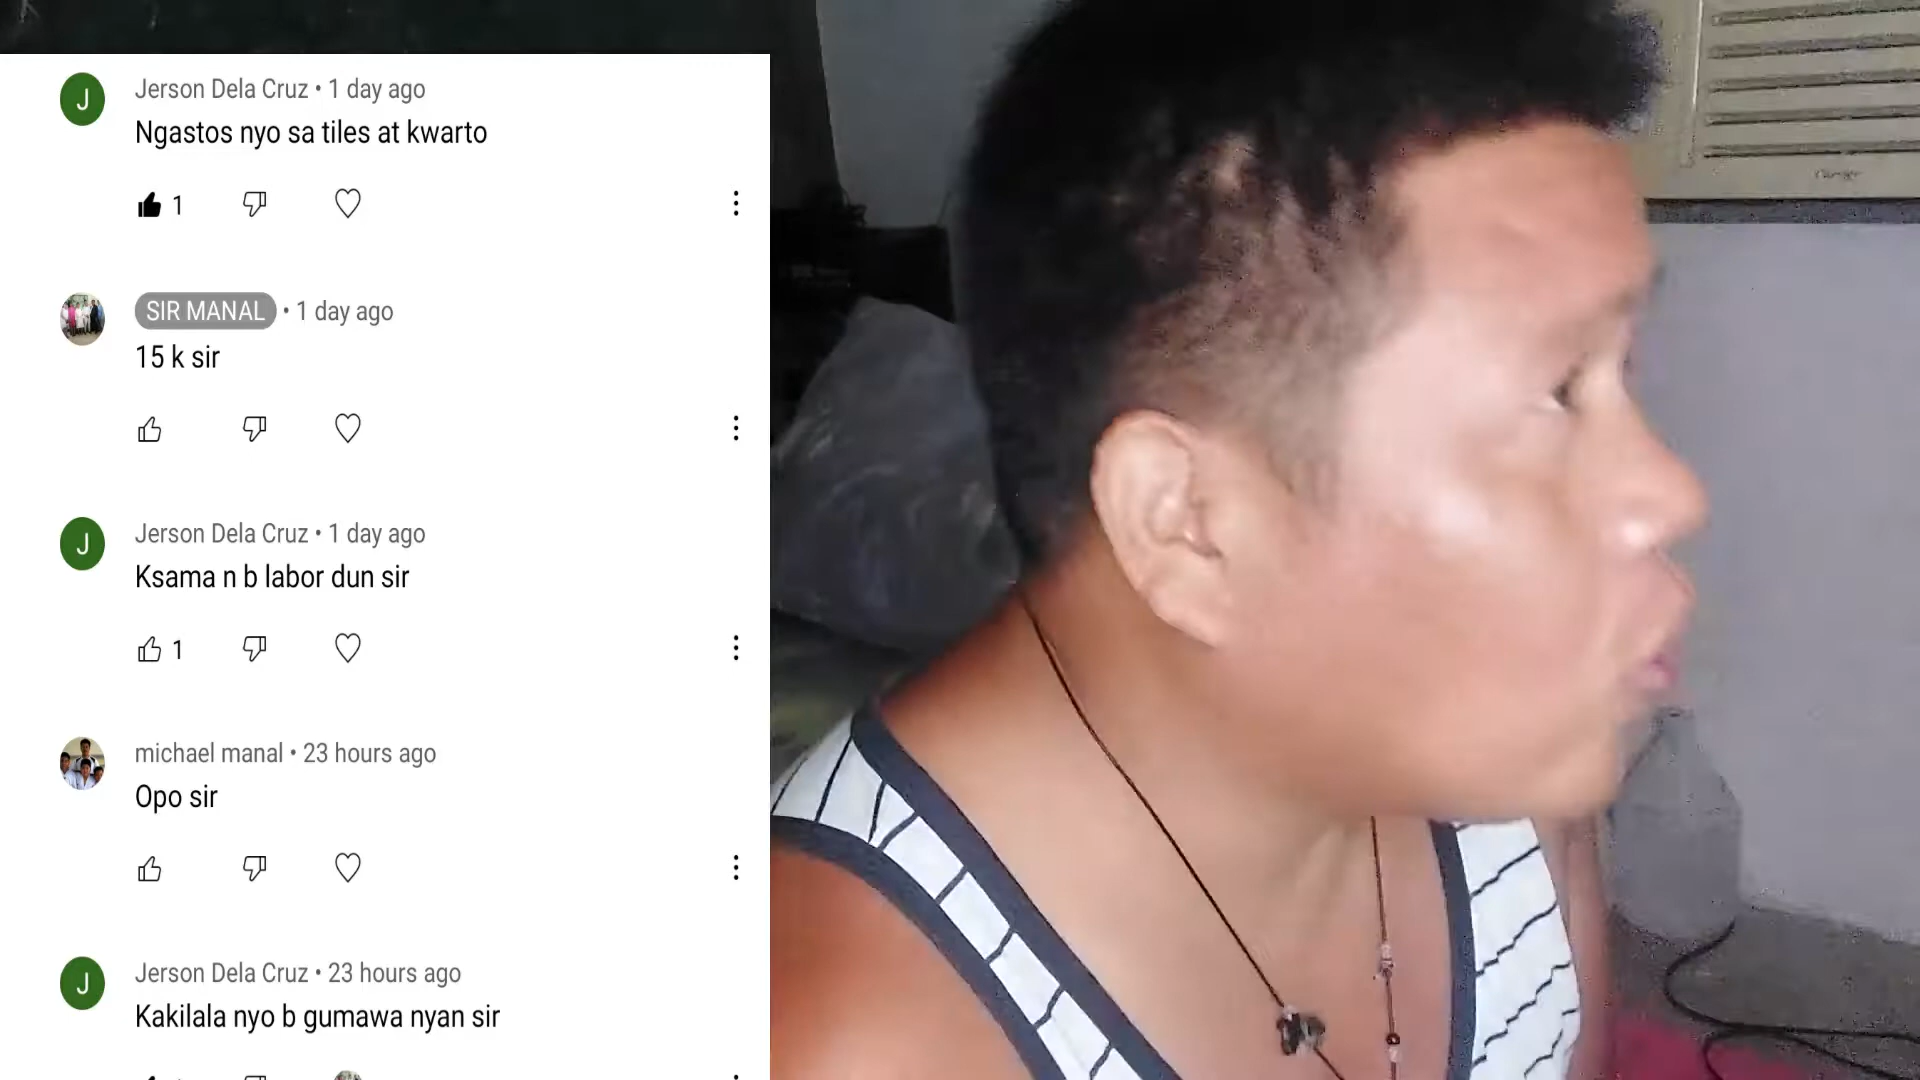 J
Jerson Dela Cruz • 1 day ago
Ngastos nyo sa tiles at kwarto
1
SIR MANAL • 1 day ago
15 k sir
J
Jerson Dela Cruz • 1 day ago
Ksama n b labor dun sir
1
michael manal • 23 hours ago
Opo sir
J
Jerson Dela Cruz • 23 hours ago
Kakilala nyo b gumawa nyan sir